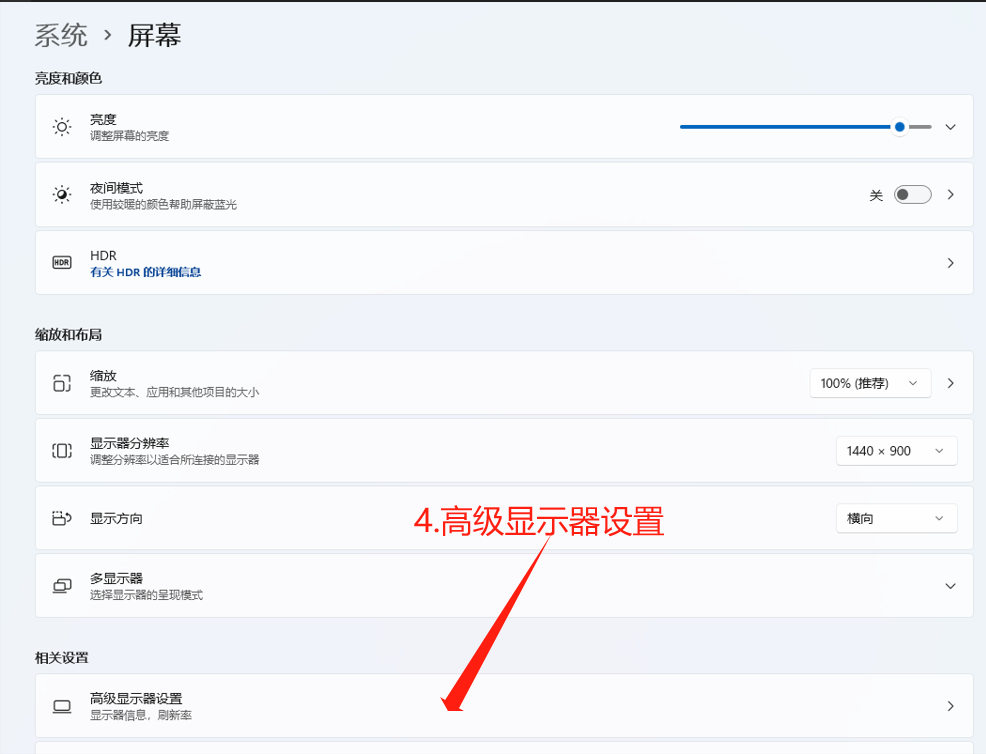 系统 › 屏幕
亮度和颜色
亮度
调整屏幕的亮度
夜间模式
使用较暖的颜色帮助屏蔽蓝光
关
HDR
HDR
有关 HDR 的详细信息
缩放和布局
缩放
更改文本、应用和其他项目的大小
100% (推荐)
显示器分辨率
调整分辨率以适合所连接的显示器
1440 × 900
显示方向
4.高级显示器设置
横向
多显示器
选择显示器的呈现模式
相关设置
高级显示器设置
显示器信息，刷新率